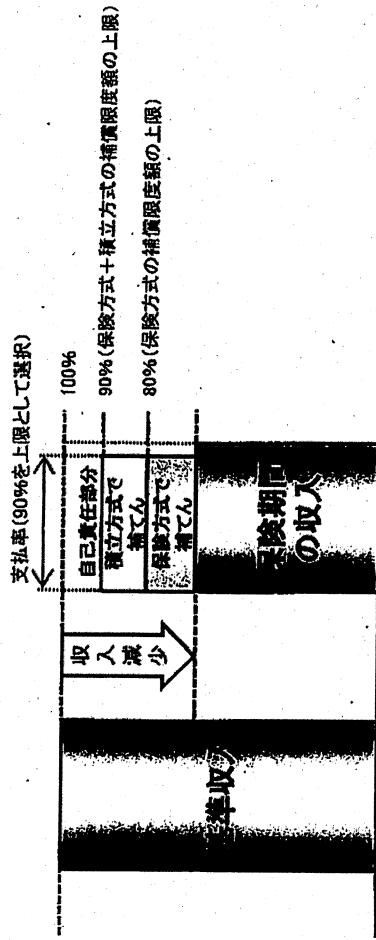 支払率(90%を上限として選択)
100%
90%(保険方式+積立方式の補償限度額の上限)
80%(保険方式の補償限度額の上限)
自己責任部分
積立方式で
補てん
保険方式で
補てん
収入減少
保険期間
の収入
基準収入